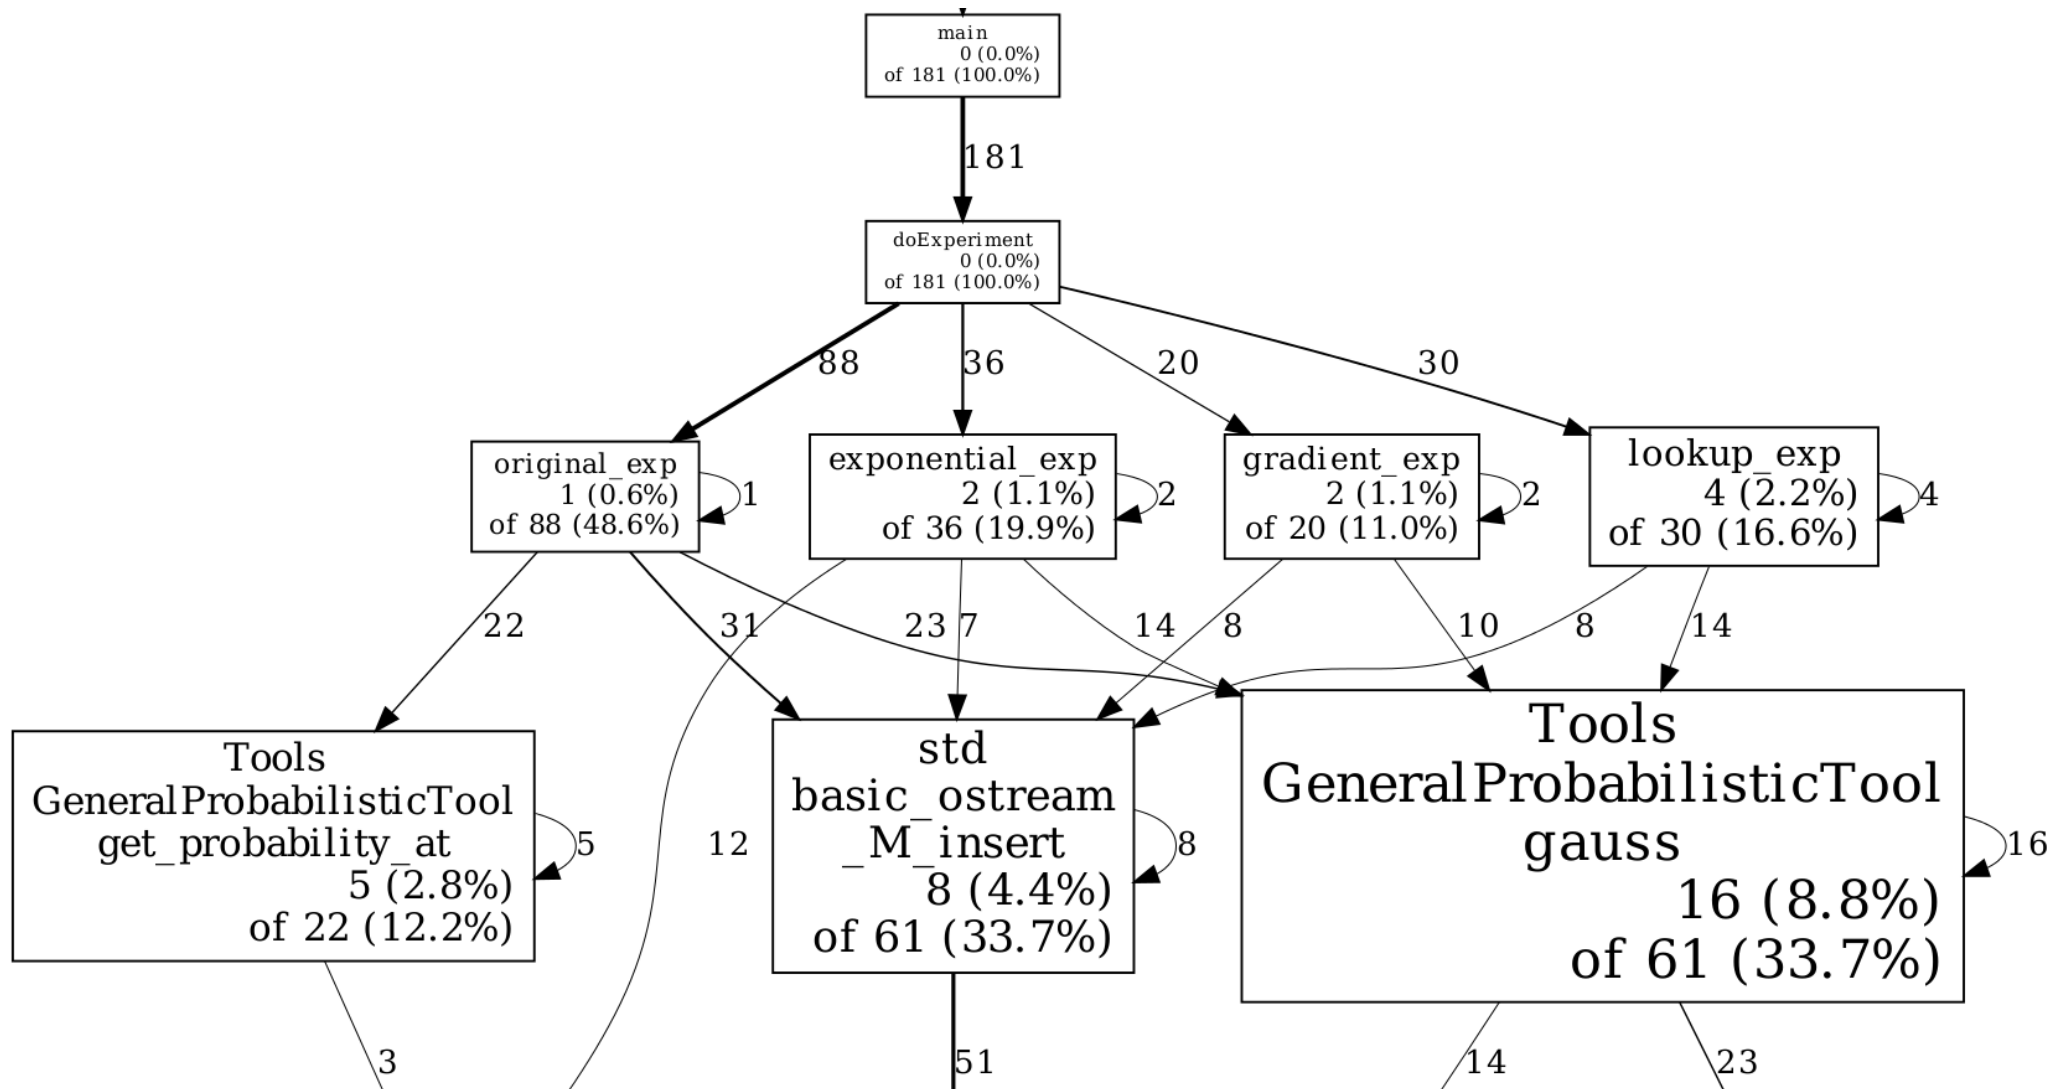 main
0 (0.0%)
of 181 (100.0%)
181
doExperiment
0 (0.0%)
of 181 (100.0%)
88
36
20
30
original_exp
1 (0.6%)
of 88 (48.6%)
1
exponential_exp
2 (1.1%)
of 36 (19.9%)
2
gradient_exp
2 (1.1%)
of 20 (11.0%)
2
lookup_exp
4 (2.2%)
of 30 (16.6%)
4
22
31
23
7
14
8
10
8
14
Tools
GeneralProbabilisticTool
get_probability_at
5 (2.8%)
of 22 (12.2%)
5
12
std
basic_ostream
_M_insert
8 (4.4%)
of 61 (33.7%)
8
Tools
GeneralProbabilisticTool
gauss
16 (8.8%)
of 61 (33.7%)
16
3
51
14
23